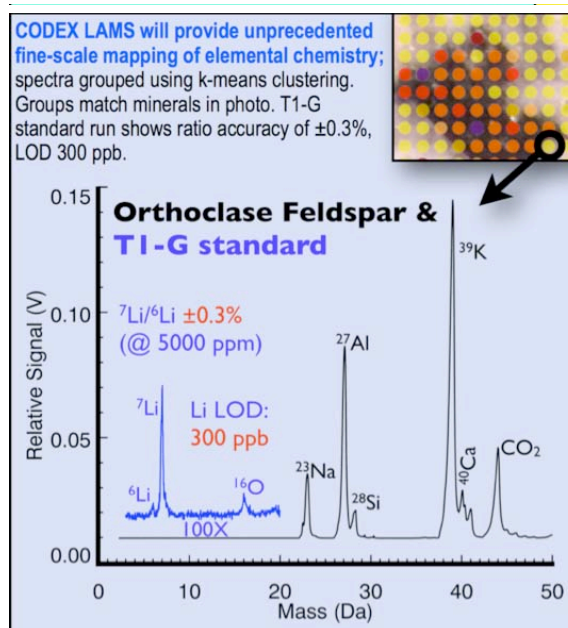 CODEX LAMS will provide unprecedented
fine-scale mapping of elemental chemistry;
spectra grouped using k-means clustering.
Groups match minerals in photo. T1-G
standard run shows ratio accuracy of ±0.3%,
LOD 300 ppb.
0.15
0.10
0.05
0.00
Relative Signal (V)
Orthoclase Feldspar &
T1-G standard
⁷Li/⁶Li ±0.3%
(@ 5000 ppm)
Li LOD:
300 ppb
⁷Li
⁶Li
¹⁶O
100X
²³Na
²⁷Al
²⁸Si
³⁹K
⁴⁰Ca
CO₂
0 10 20 30 40 50
Mass (Da)